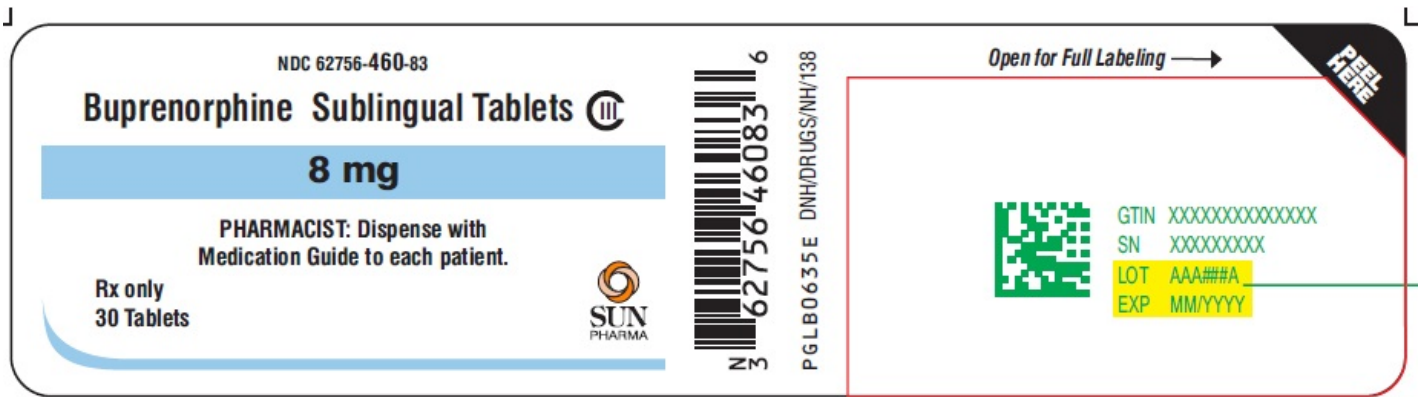 NDC 62756-460-83
Buprenorphine Sublingual Tablets CIII
8 mg
PHARMACIST: Dispense with
Medication Guide to each patient.
Rx only
30 Tablets
SUN
PHARMA
N
3 62756 46083 6
PGLB0635E DNH/DRUGS/NH/138
Open for Full Labeling
PEEL
HERE
GTIN XXXXXXXXXXXXXX
SN XXXXXXXXX
LOT AAA###A
EXP MM/YYYY